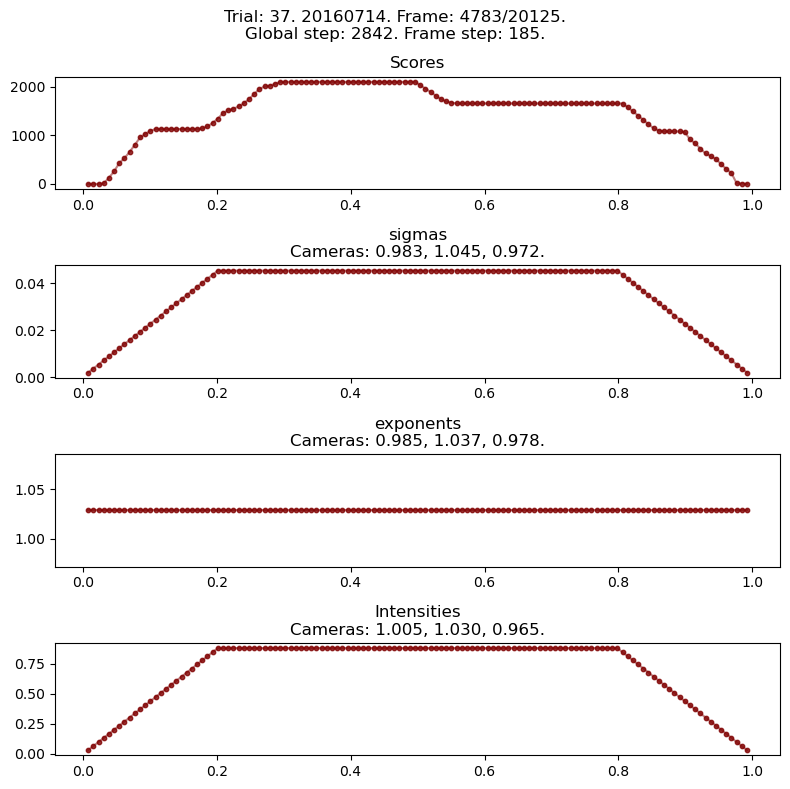 Trial: 37. 20160714. Frame: 4783/20125.
Global step: 2842. Frame step: 185.
Scores
2000
1000
0
0.0 0.2 0.4 0.6 0.8 1.0
sigmas
Cameras: 0.983, 1.045, 0.972.
0.04
0.02
0.00
0.0 0.2 0.4 0.6 0.8 1.0
exponents
Cameras: 0.985, 1.037, 0.978.
1.05
1.00
0.0 0.2 0.4 0.6 0.8 1.0
Intensities
Cameras: 1.005, 1.030, 0.965.
0.75
0.50
0.25
0.00
0.0 0.2 0.4 0.6 0.8 1.0